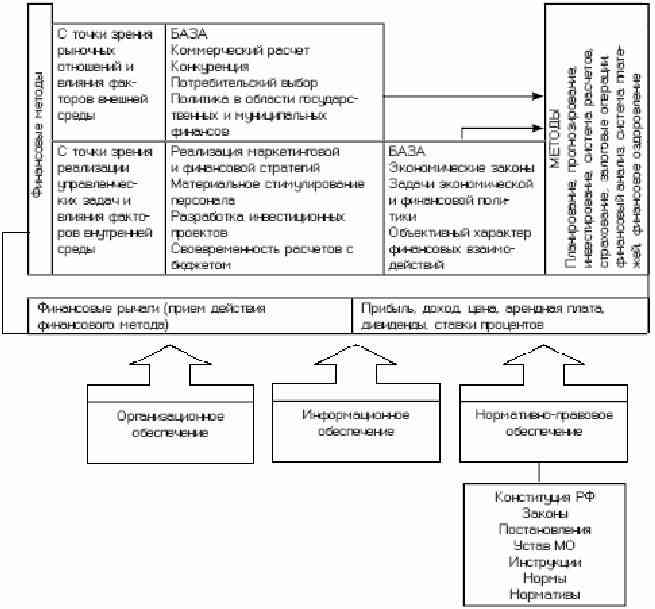 Финансовые методы
С точки зрения
рыночных
отношений и
влияния фак-
торов внешней
среды
БАЗА
Коммерческий расчет
Конкуренция
Потребительский выбор
Политика в области государс-
твенных и муниципальных
финансов
С точки зрения
реализации
управленчес-
ких задач и
влияния факто-
ров внутренней
среды
Реализация маркетинговой
и финансовой стратегий
Материальное стимулирование
персонала
Разработка инвестиционных
проектов
Своевременность расчетов с
бюджетом
БАЗА
Экономические законы
Задачи экономической
и финансовой поли-
тики
Объективный характер
финансовых взаимо-
действий
МЕТОДЫ
Планирование, прогнозирование,
инвестирование, система расчетов,
страхование, залоговые операции,
финансовый анализ, система плате-
жей, финансовое оздоровление
Финансовые рычаги (прием действия
финансового метода)
Прибыль, доход, цена, арендная плата,
дивиденды, ставки процентов
Организационное
обеспечение
Информационное
обеспечение
Нормативно-правовое
обеспечение
Конституция РФ
Законы
Постановления
Устав МО
Инструкции
Нормы
Нормативы